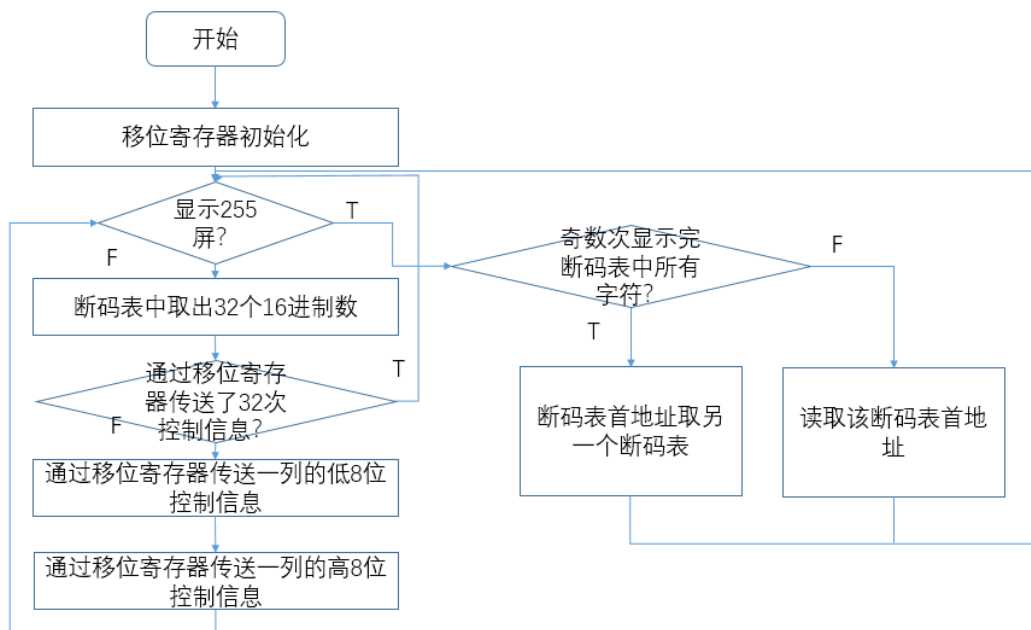 开始
移位寄存器初始化
显示255
屏？
T
F
断码表中取出32个16进制数
通过移位寄存
器传送了32次
控制信息？
T
F
通过移位寄存器传送一列的低8位
控制信息
通过移位寄存器传送一列的高8位
控制信息
奇数次显示完
断码表中所有
字符？
F
T
断码表首地址取另
一个断码表
读取该断码表首地
址